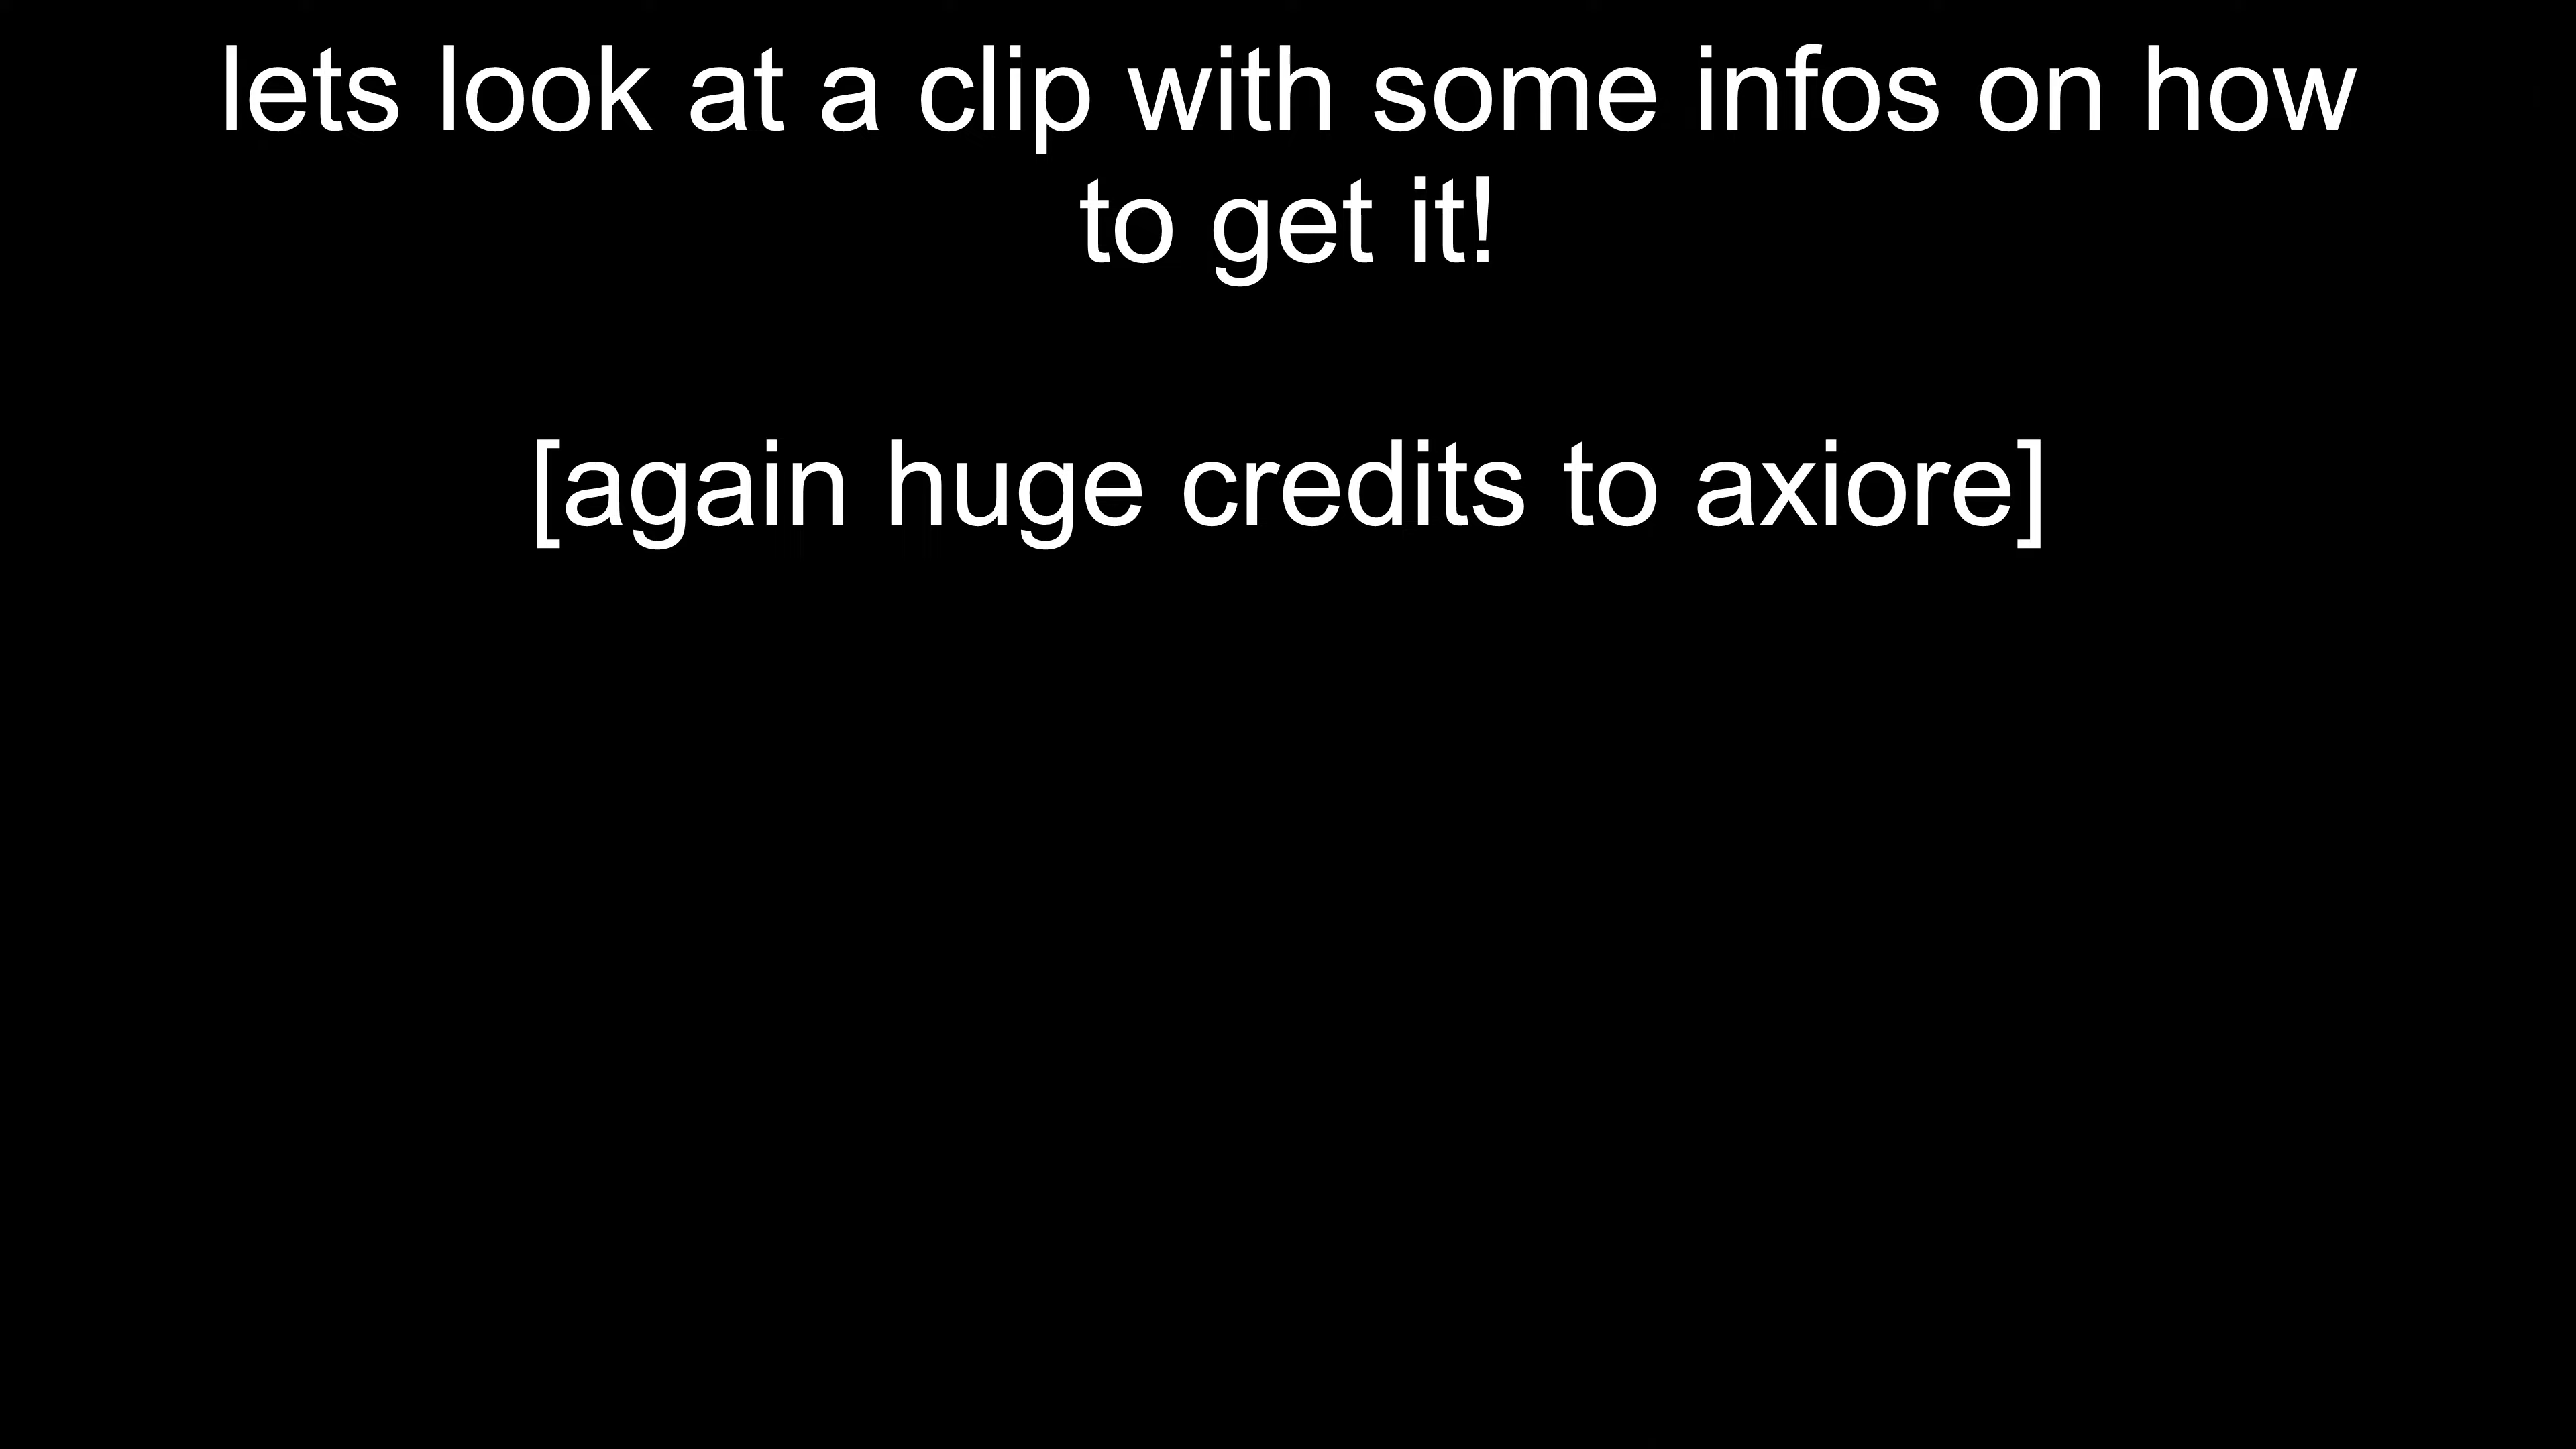 lets look at a clip with some infos on how
to get it!
[again huge credits to axiore]